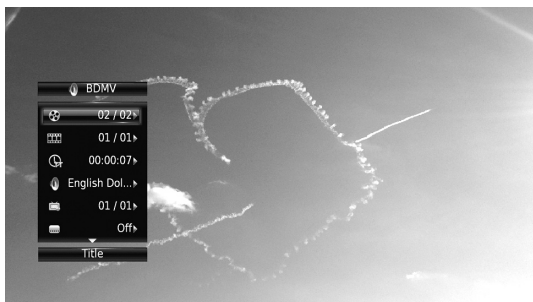 BDMV
02 / 02
01 / 01
00:00:07
English Dol...
01 / 01
Off
Title